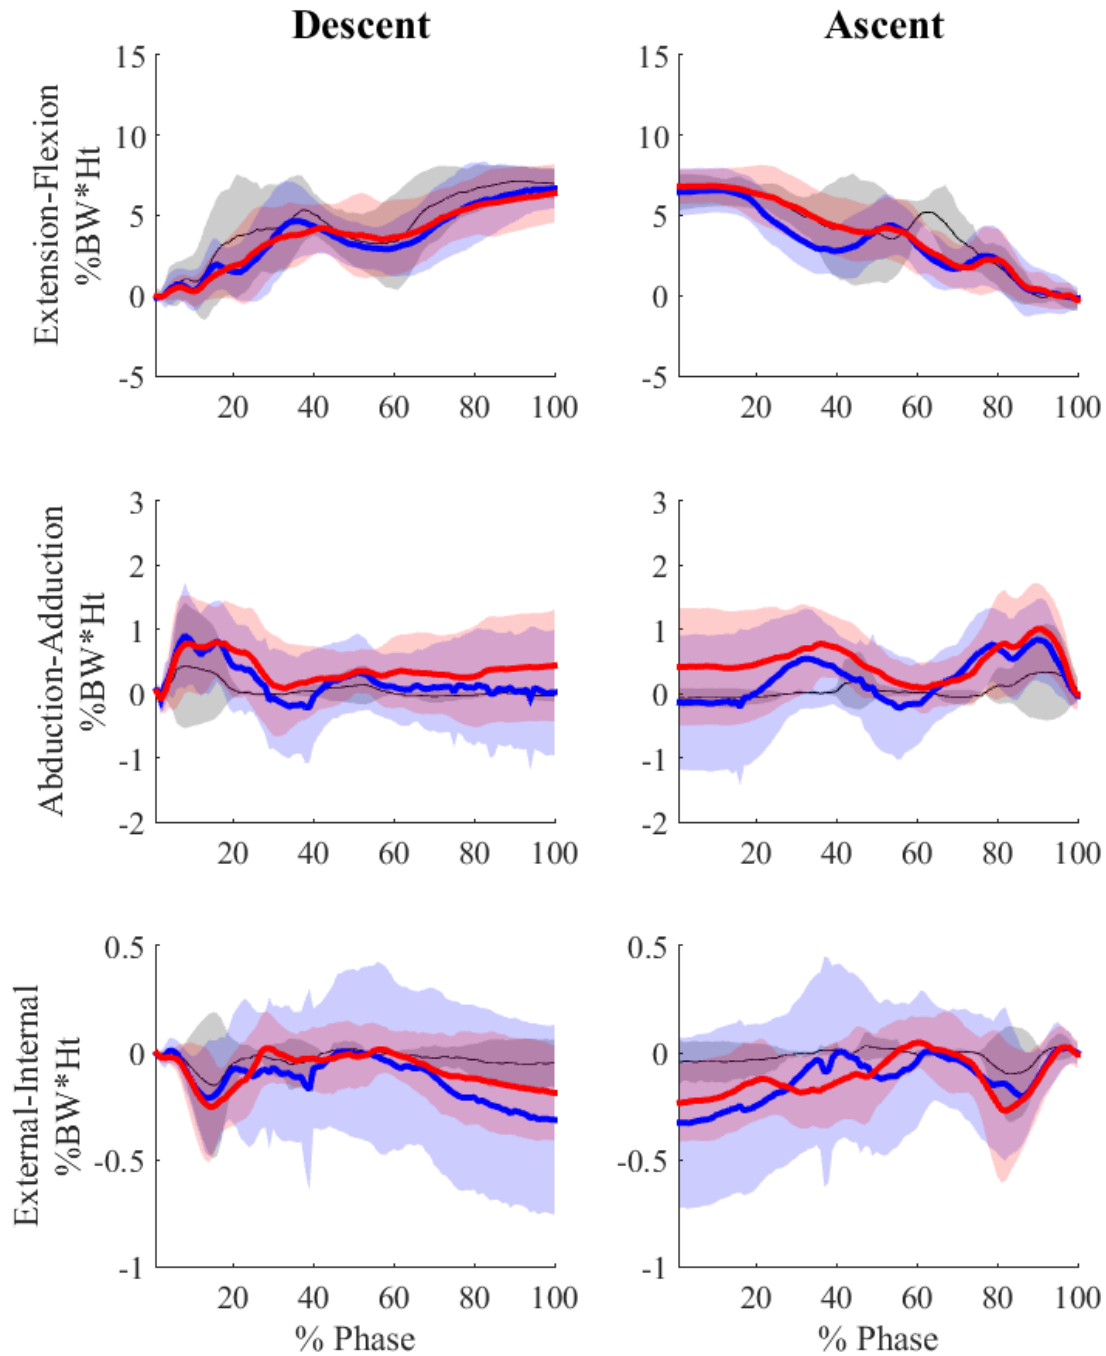 Descent
Ascent
Extension-Flexion
%BW*Ht
15
10
5
0
-5
20 40 60 80 100
15
10
5
0
-5
20 40 60 80 100
Abduction-Adduction
%BW*Ht
3
2
1
0
-1
-2
20 40 60 80 100
3
2
1
0
-1
-2
20 40 60 80 100
External-Internal
%BW*Ht
0.5
0
-0.5
-1
20 40 60 80 100
% Phase
0.5
0
-0.5
-1
20 40 60 80 100
% Phase